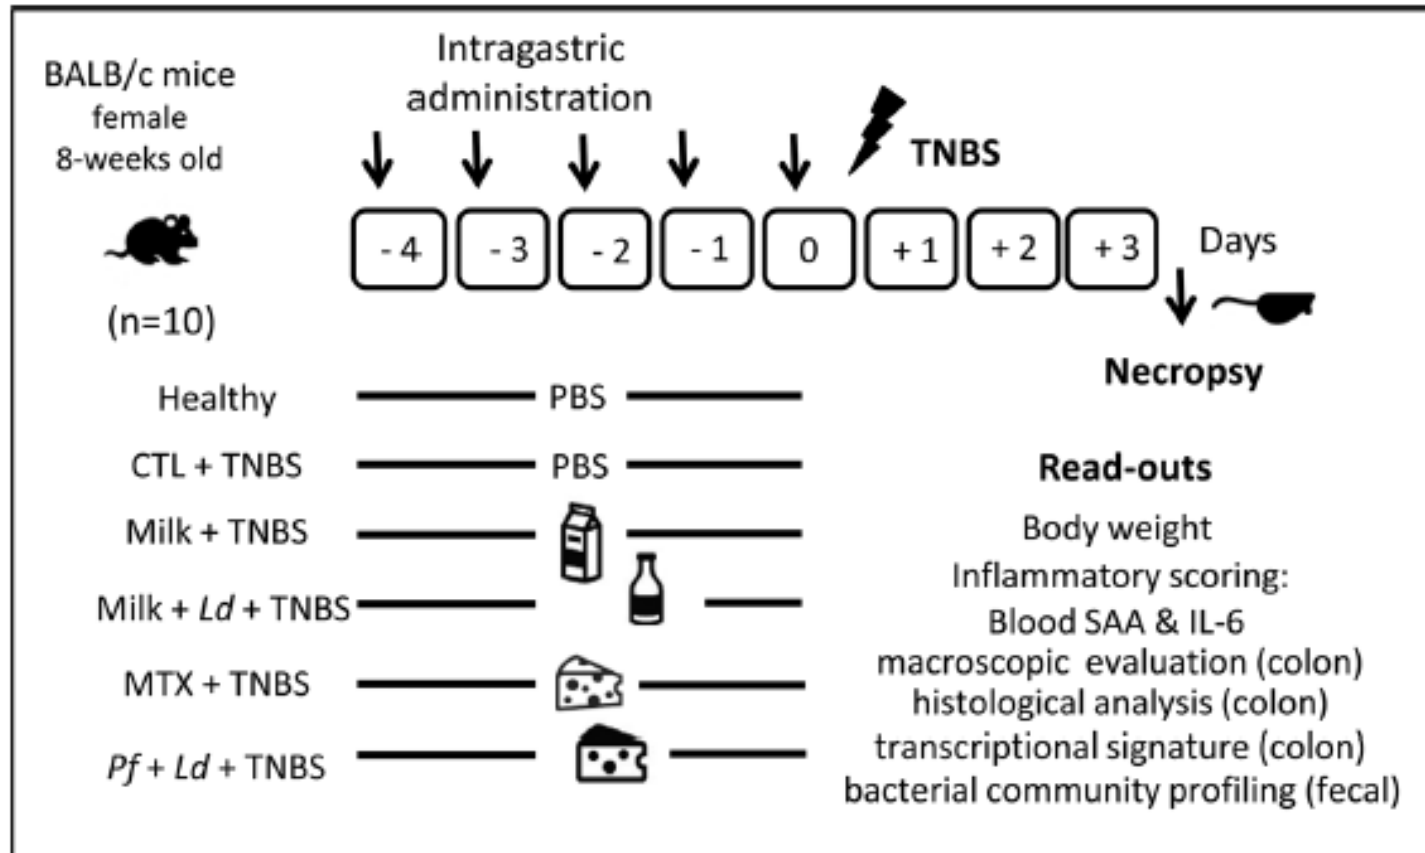 BALB/c mice
female
8-weeks old
(n=10)
Intragastric
administration
TNBS
- 4
- 3
- 2
- 1
0
+ 1
+ 2
+ 3
Days
Necropsy
Healthy
PBS
CTL + TNBS
PBS
Milk + TNBS
Milk + Ld + TNBS
MTX + TNBS
Pf + Ld + TNBS
Read-outs
Body weight
Inflammatory scoring:
Blood SAA & IL-6
macroscopic evaluation (colon)
histological analysis (colon)
transcriptional signature (colon)
bacterial community profiling (fecal)